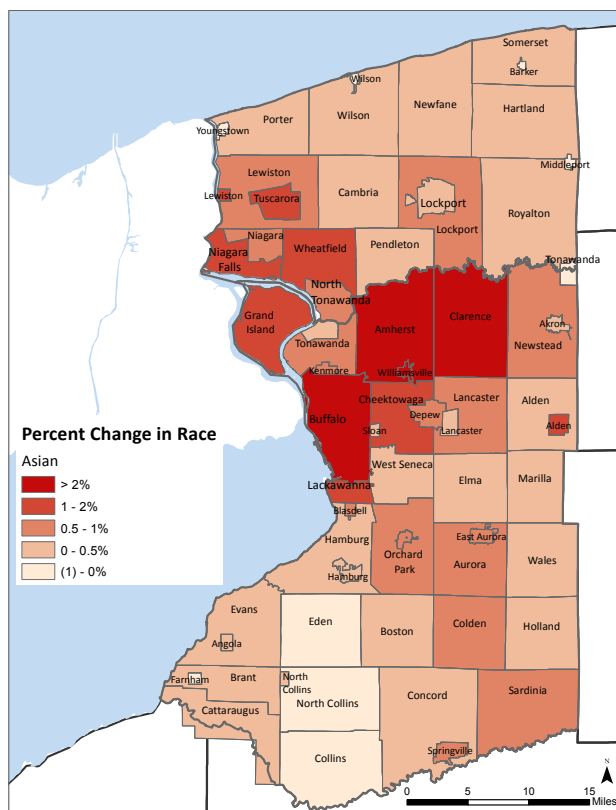 Somerset
Barker
Wilson
Newfane
Hartland
Wilson
Porter
Youngstown
Middleport
Lewiston
Cambria
Lewiston
Tuscarora
Lockport
Royalton
Lockport
Niagara
Wheatfield
Pendleton
Niagara
Falls
Tonawanda
North
Tonawanda
Grand
Island
Amherst
Clarence
Akron
Newstead
Tonawanda
Kenmore
Williamsville
Cheektowaga
Lancaster
Alden
Depew
Buffalo
Sloan
Lancaster
Alden
West Seneca
Lackawanna
Elma
Marilla
Blasdell
Hamburg
Orchard
Park
East Aurora
Aurora
Wales
Hamburg
Evans
Eden
Boston
Colden
Holland
Angola
Farnham
Brant
North
Collins
North Collins
Concord
Sardinia
Cattaraugus
Collins
Springville
Percent Change in Race
Asian
> 2%
1 - 2%
0.5 - 1%
0 - 0.5%
(1) - 0%
N
0 5 10 15
Miles